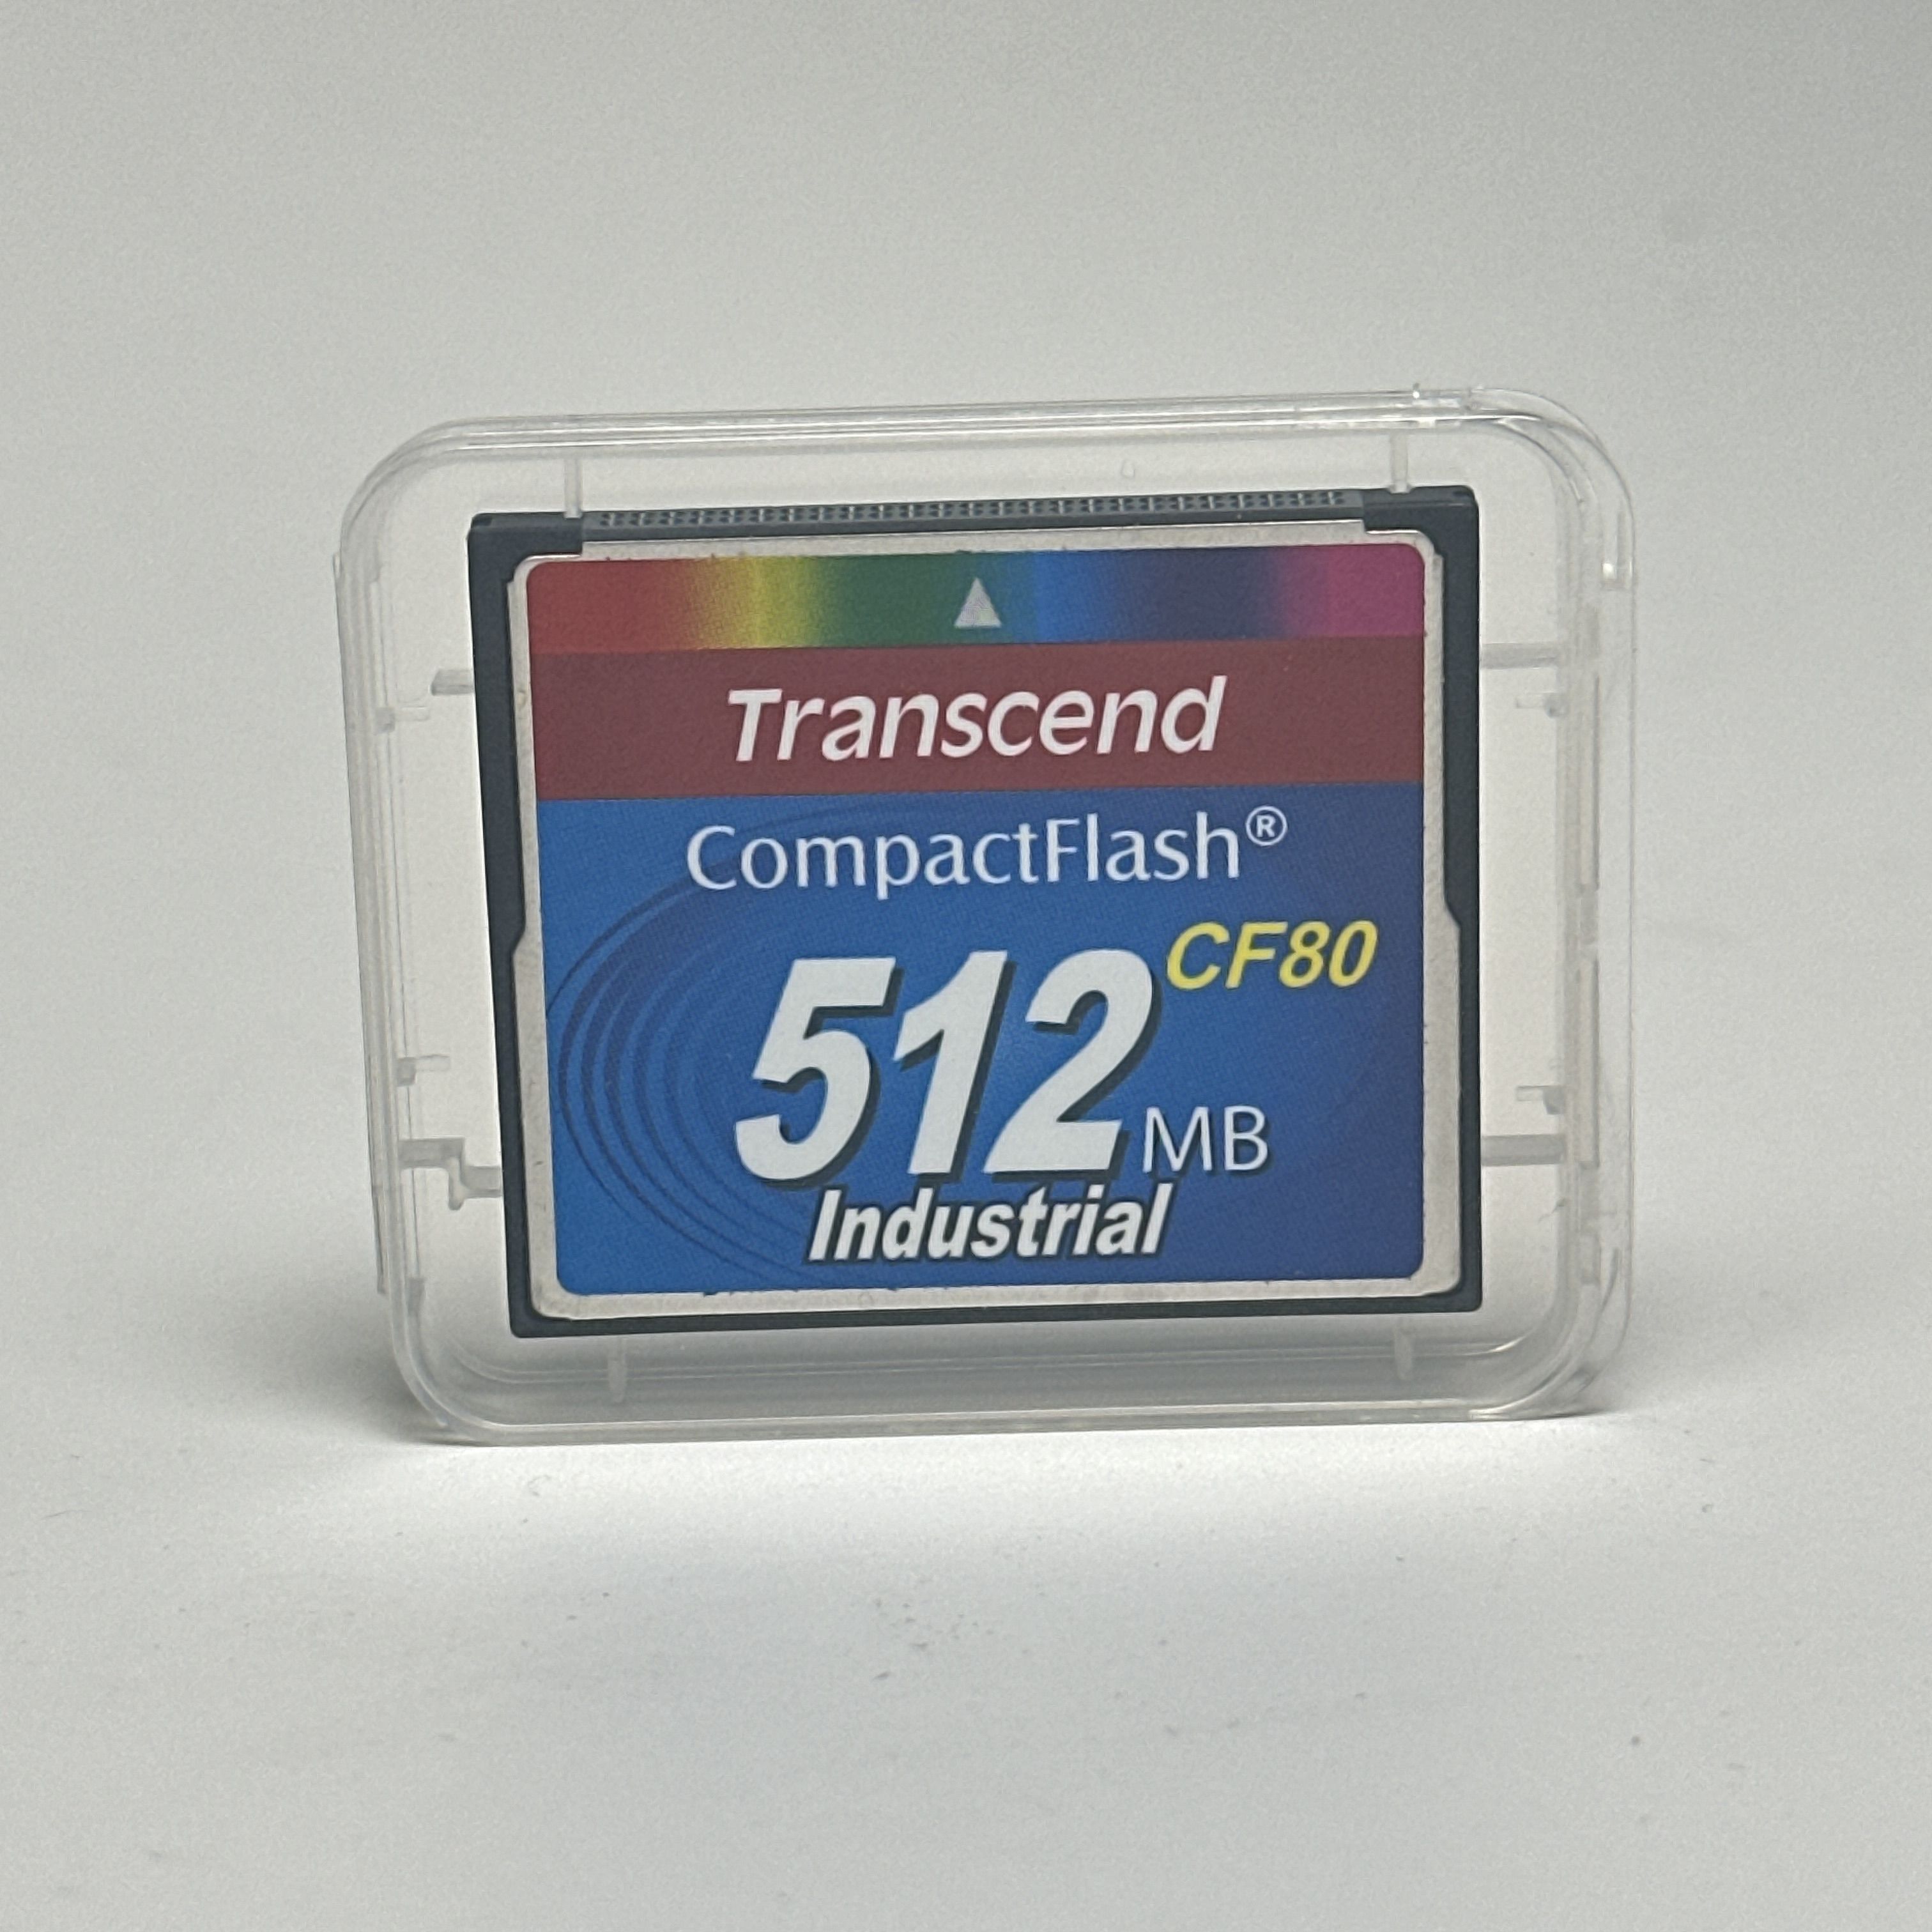 Transcend
CompactFlash®
CF80
512 MB
Industrial